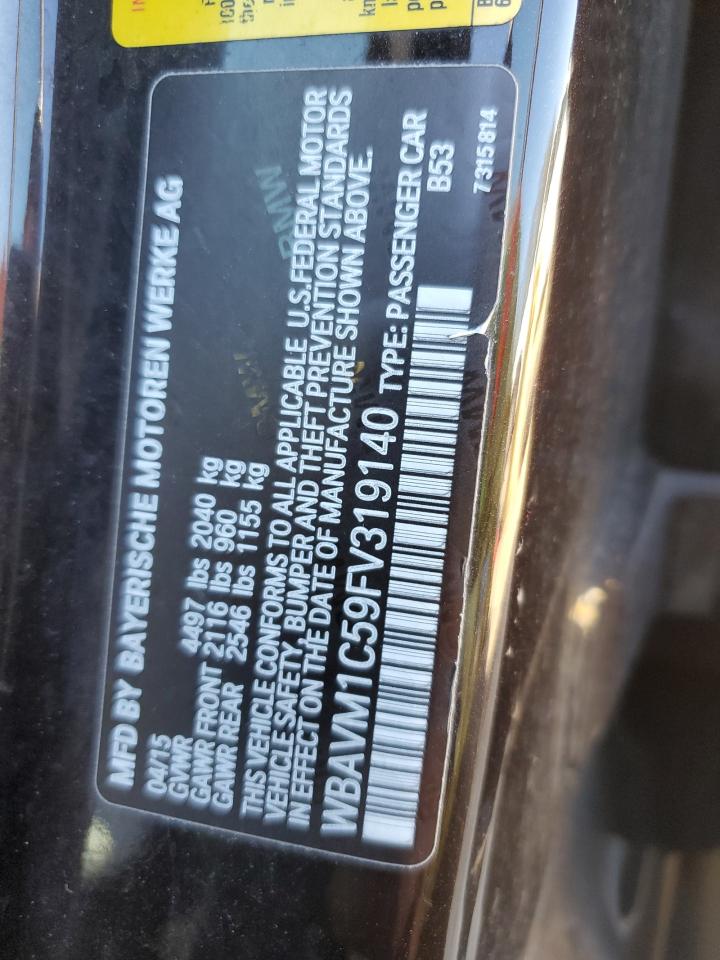 MFD BY BAYERISCHE MOTOREN WERKE AG
04/15
GVWR 4497 lbs 2040 kg
GAWR FRONT 2116 lbs 960 kg
GAWR REAR 2546 lbs 1155 kg
THIS VEHICLE CONFORMS TO ALL APPLICABLE U.S. FEDERAL MOTOR
VEHICLE SAFETY, BUMPER AND THEFT PREVENTION STANDARDS
IN EFFECT ON THE DATE OF MANUFACTURE SHOWN ABOVE.
WBAVM1C59FV319140 TYPE: PASSENGER CAR
B53
7315814
BMW